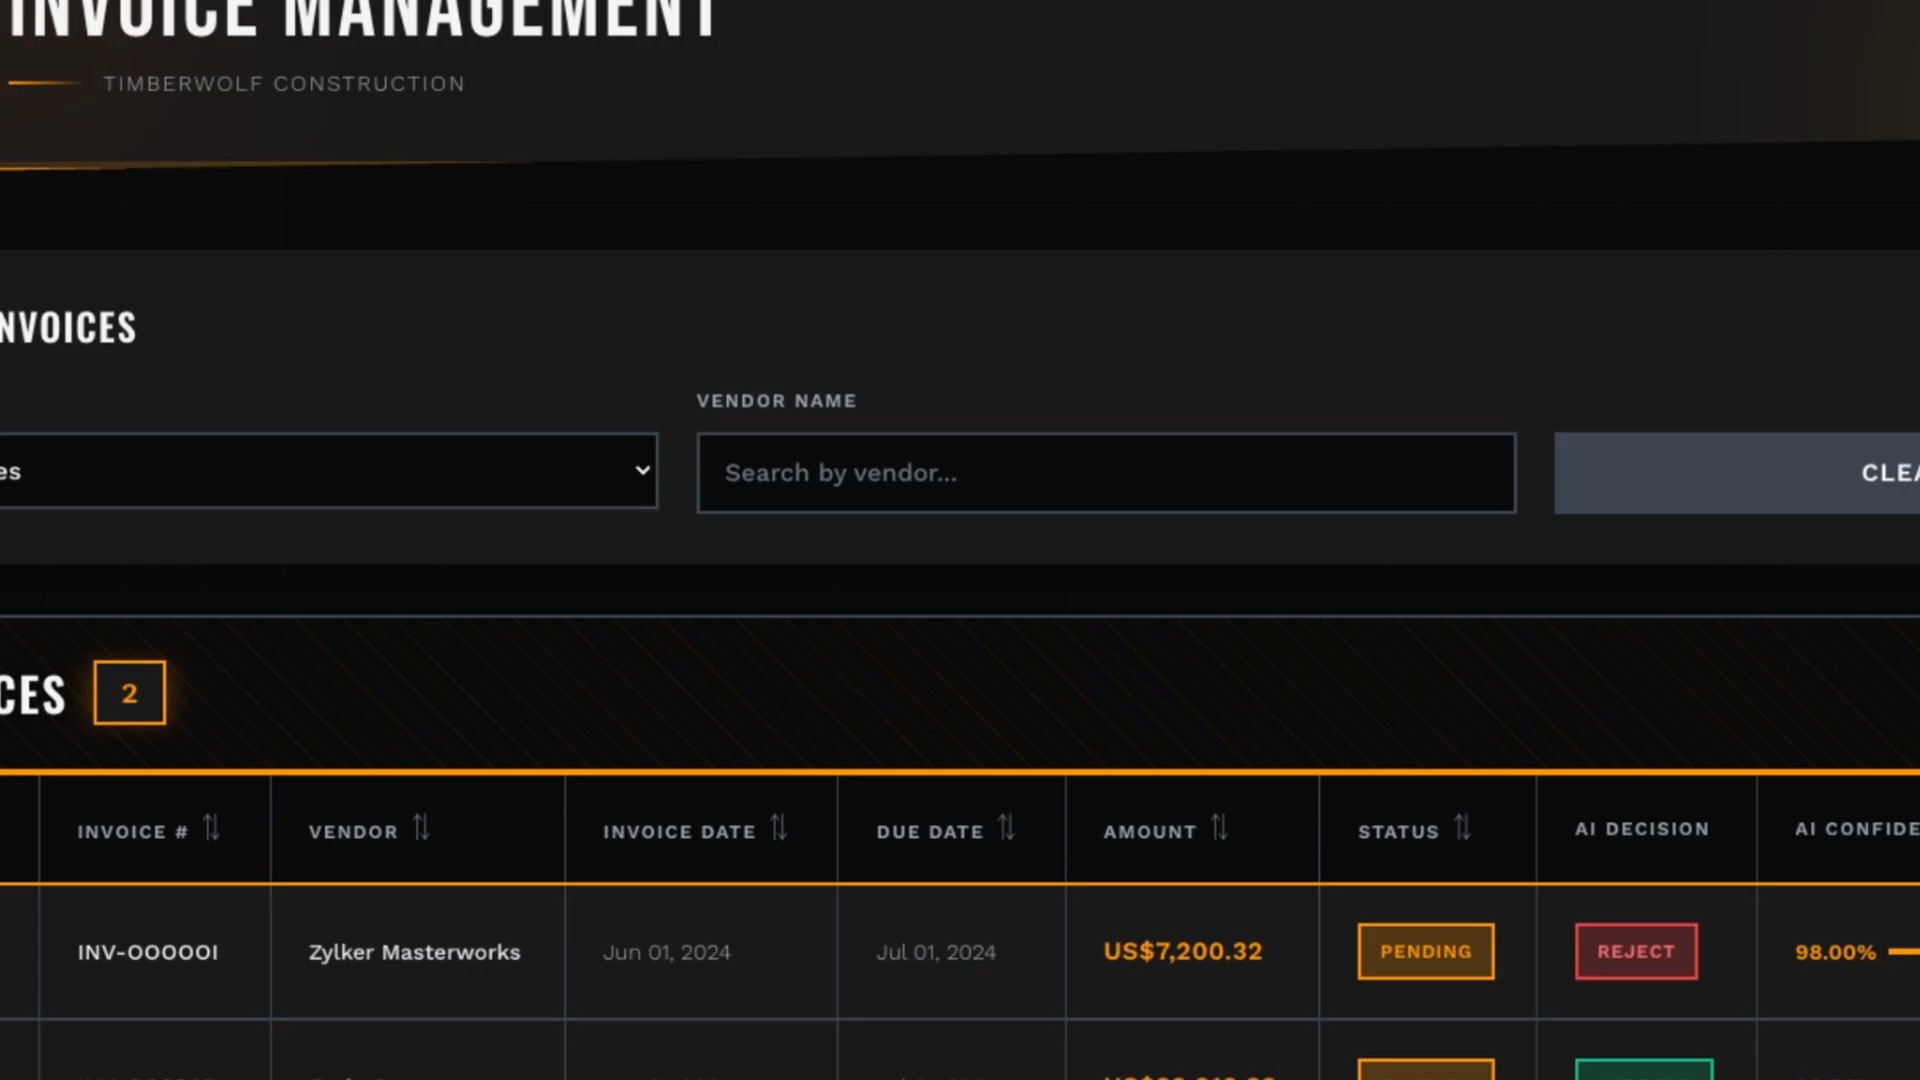 INVOICE MANAGEMENT
TIMBERWOLF CONSTRUCTION
NVOICES
VENDOR NAME
es
Search by vendor...
CLEA
CES 2
INVOICE # VENDOR INVOICE DATE DUE DATE AMOUNT STATUS AI DECISION AI CONFIDE
INV-OOOOOI Zylker Masterworks Jun 01, 2024 Jul 01, 2024 US$7,200.32 PENDING REJECT 98.00%